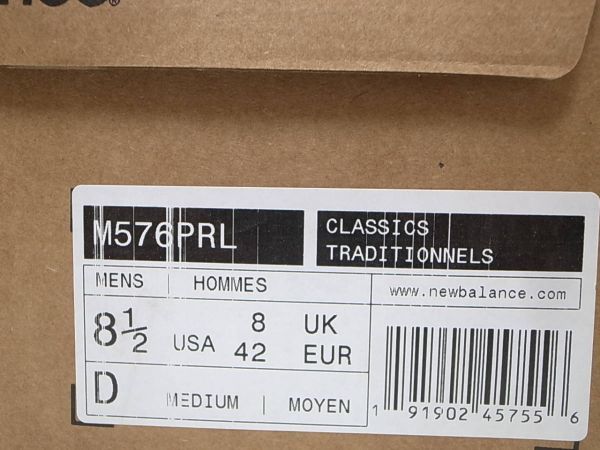 M576PRL
CLASSICS
TRADITIONNELS
MENS | HOMMES
www.newbalance.com
8½ USA 8 UK
42 EUR
D MEDIUM | MOYEN
1 91902 45755 6